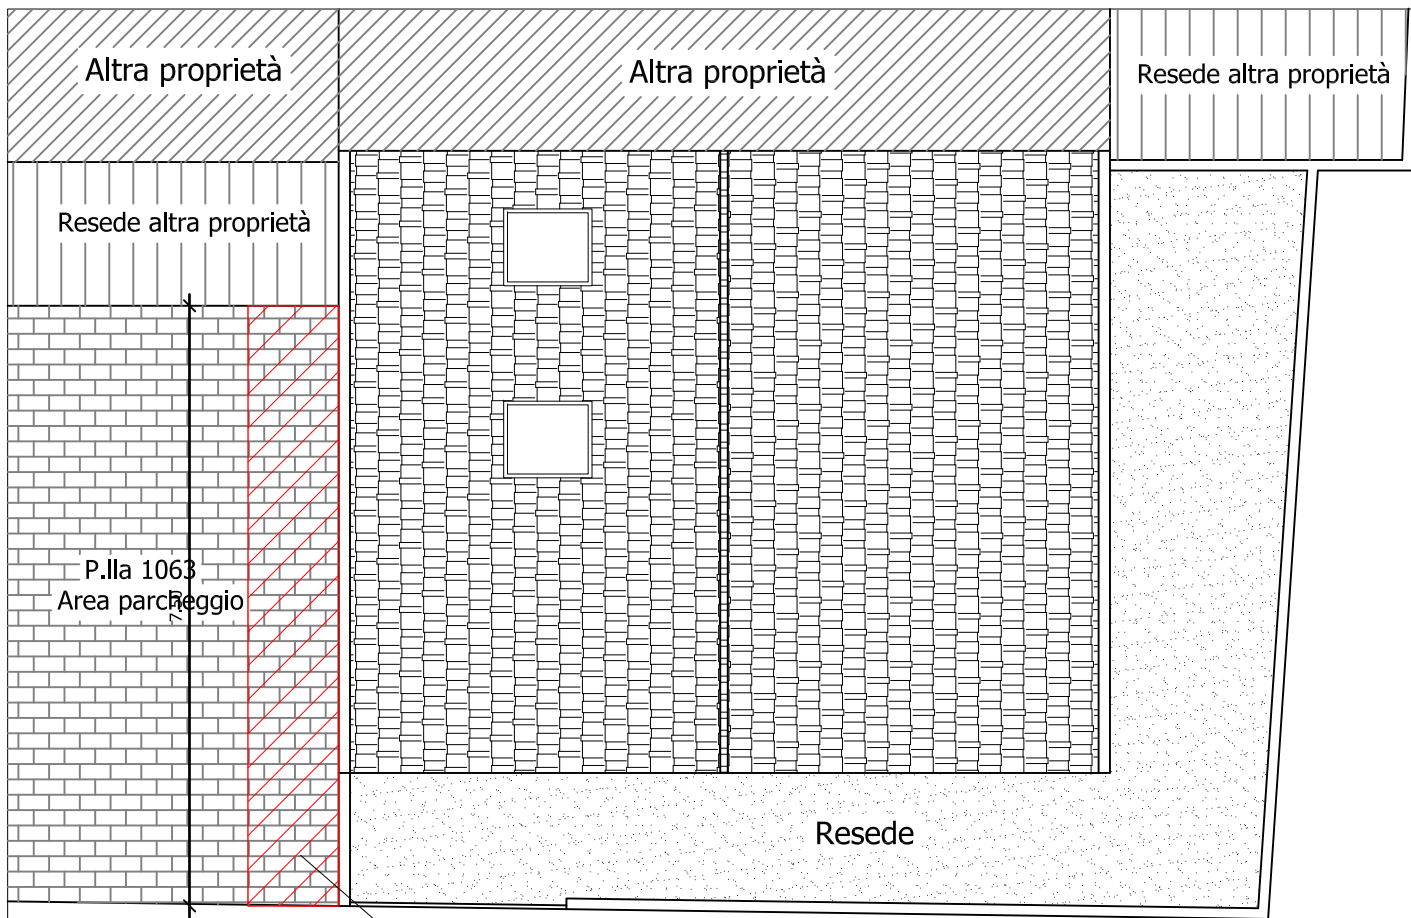 Altra proprietà
Altra proprietà
Resede altra proprietà
Resede altra proprietà
P.lla 1063
Area parcheggio
Resede